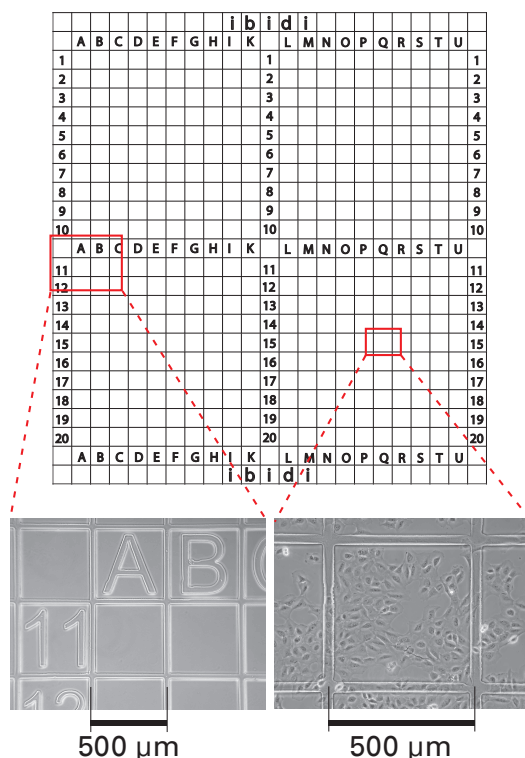 ibidi
A B C D E F G H I K L M N O P Q R S T U
1 1 1
2 2 2
3 3 3
4 4 4
5 5 5
6 6 6
7 7 7
8 8 8
9 9 9
10 10 10
A B C D E F G H I K L M N O P Q R S T U
11 11 11
12 12 12
13 13 13
14 14 14
15 15 15
16 16 16
17 17 17
18 18 18
19 19 19
20 20 20
A B C D E F G H I K L M N O P Q R S T U
ibidi
A B C
11
12
500 µm 500 µm